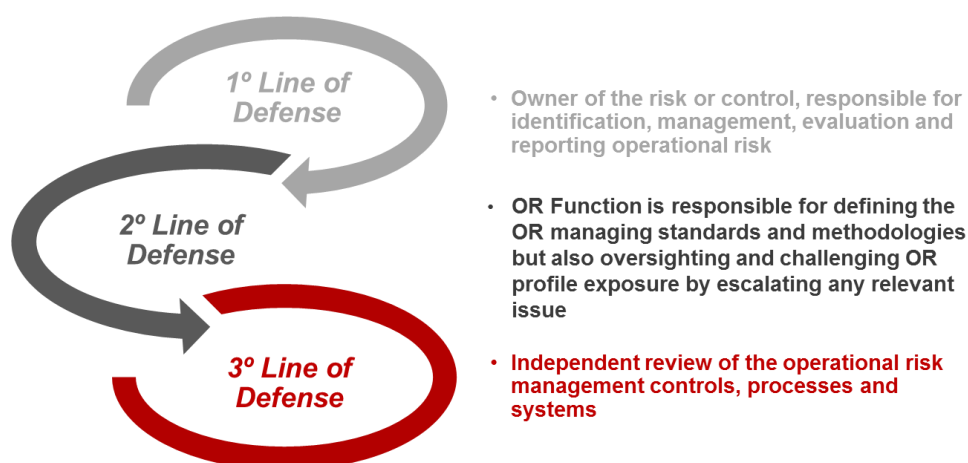 1º Line of
Defense
• Owner of the risk or control, responsible for
identification, management, evaluation and
reporting operational risk
2º Line of
Defense
• OR Function is responsible for defining the
OR managing standards and methodologies
but also oversighting and challenging OR
profile exposure by escalating any relevant
issue
3º Line of
Defense
• Independent review of the operational risk
management controls, processes and
systems